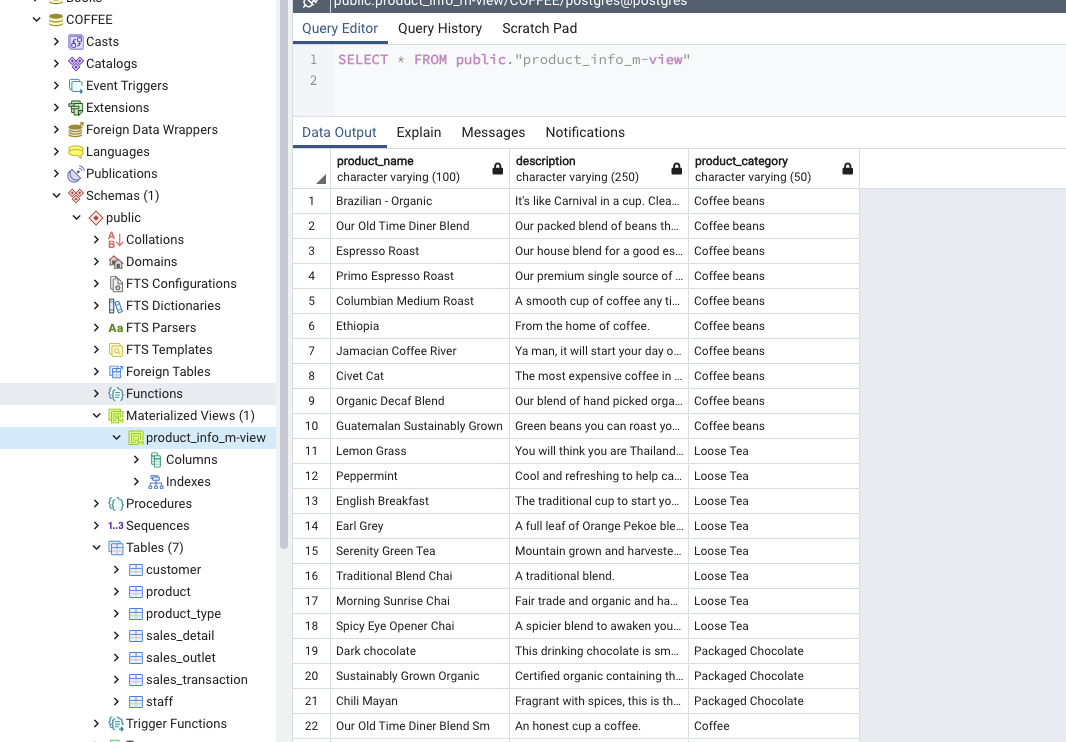 COFFEE
Casts
Catalogs
Event Triggers
Extensions
Foreign Data Wrappers
Languages
Publications
Schemas (1)
public
Collations
Domains
FTS Configurations
FTS Dictionaries
FTS Parsers
FTS Templates
Foreign Tables
Functions
Materialized Views (1)
product_info_m-view
Columns
Indexes
Procedures
1..3 Sequences
Tables (7)
customer
product
product_type
sales_detail
sales_outlet
sales_transaction
staff
Trigger Functions
public.product_info_m-view/COFFEE/postgres@postgres
Query Editor Query History Scratch Pad
1 SELECT * FROM public."product_info_m-view"
2
Data Output Explain Messages Notifications
product_name description product_category
character varying (100) character varying (250) character varying (50)
1 Brazilian - Organic It's like Carnival in a cup. Clea... Coffee beans
2 Our Old Time Diner Blend Our packed blend of beans th... Coffee beans
3 Espresso Roast Our house blend for a good es... Coffee beans
4 Primo Espresso Roast Our premium single source of ... Coffee beans
5 Columbian Medium Roast A smooth cup of coffee any ti... Coffee beans
6 Ethiopia From the home of coffee. Coffee beans
7 Jamacian Coffee River Ya man, it will start your day o... Coffee beans
8 Civet Cat The most expensive coffee in ... Coffee beans
9 Organic Decaf Blend Our blend of hand picked orga... Coffee beans
10 Guatemalan Sustainably Grown Green beans you can roast yo... Coffee beans
11 Lemon Grass You will think you are Thailand... Loose Tea
12 Peppermint Cool and refreshing to help ca... Loose Tea
13 English Breakfast The traditional cup to start yo... Loose Tea
14 Earl Grey A full leaf of Orange Pekoe ble... Loose Tea
15 Serenity Green Tea Mountain grown and harveste... Loose Tea
16 Traditional Blend Chai A traditional blend. Loose Tea
17 Morning Sunrise Chai Fair trade and organic and ha... Loose Tea
18 Spicy Eye Opener Chai A spicier blend to awaken you... Loose Tea
19 Dark chocolate This drinking chocolate is sm... Packaged Chocolate
20 Sustainably Grown Organic Certified organic containing th... Packaged Chocolate
21 Chili Mayan Fragrant with spices, this is th... Packaged Chocolate
22 Our Old Time Diner Blend Sm An honest cup a coffee. Coffee